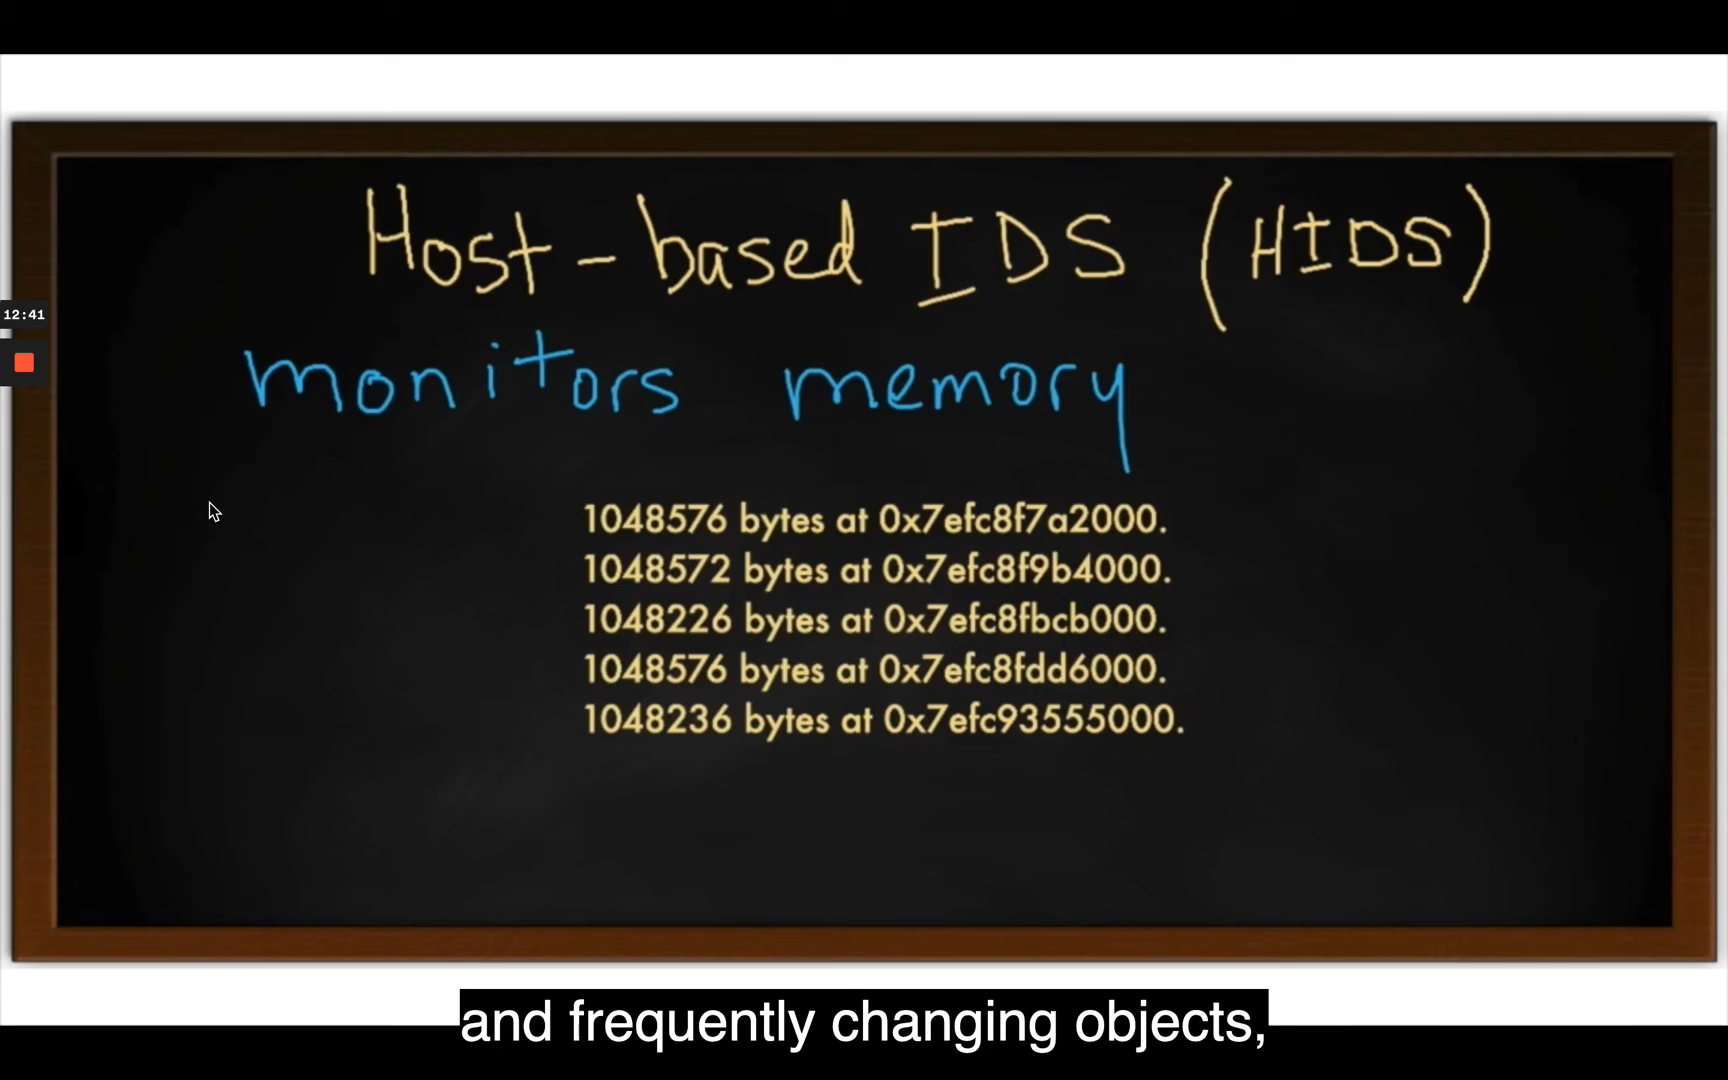 Host-based IDS (HIDS)
12:41
monitors memory
1048576 bytes at 0x7efc8f7a2000.
1048572 bytes at 0x7efc8f9b4000.
1048226 bytes at 0x7efc8fbcb000.
1048576 bytes at 0x7efc8fdd6000.
1048236 bytes at 0x7efc93555000.
and frequently changing objects,